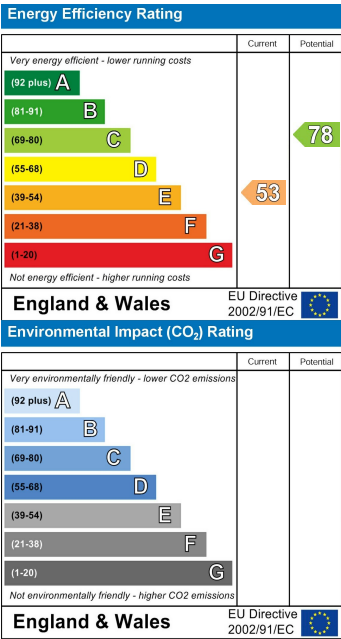 Energy Efficiency Rating
Current Potential
Very energy efficient - lower running costs
(92 plus) A
(81-91) B
(69-80) C
78
(55-68) D
(39-54) E
53
(21-38) F
(1-20) G
Not energy efficient - higher running costs
England & Wales
EU Directive
2002/91/EC
Environmental Impact (CO₂) Rating
Current Potential
Very environmentally friendly - lower CO2 emissions
(92 plus) A
(81-91) B
(69-80) C
(55-68) D
(39-54) E
(21-38) F
(1-20) G
Not environmentally friendly - higher CO2 emissions
England & Wales
EU Directive
2002/91/EC